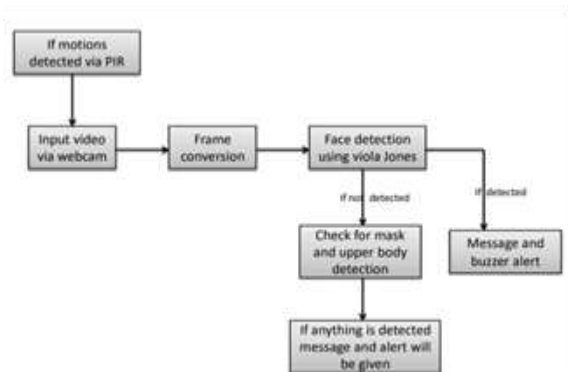 If motions
detected via PIR
Input video
via webcam
Frame
conversion
Face detection
using viola Jones
If not detected
If detected
Check for mask
and upper body
detection
Message and
buzzer alert
If anything is detected
message and alert will
be given